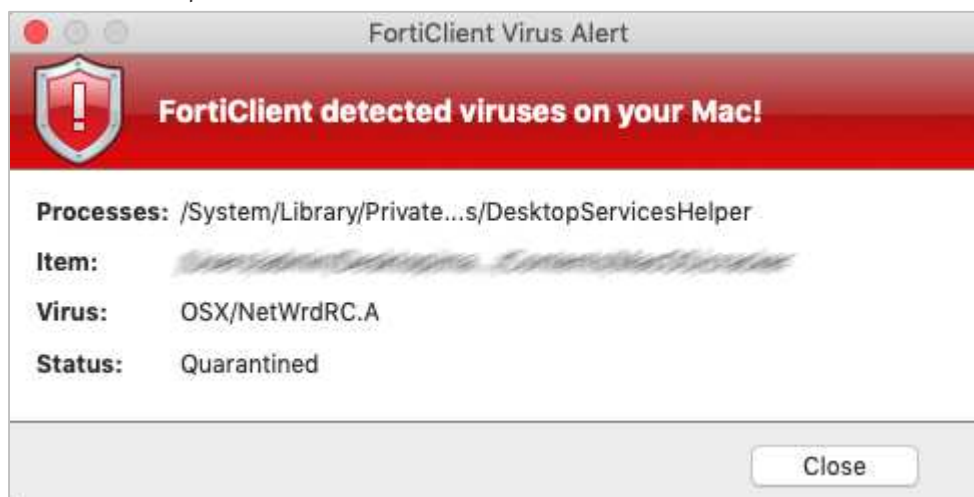 FortiClient Virus Alert
FortiClient detected viruses on your Mac!
Processes: /System/Library/Private...s/DesktopServicesHelper
Item:
Virus: OSX/NetWrdRC.A
Status: Quarantined
Close